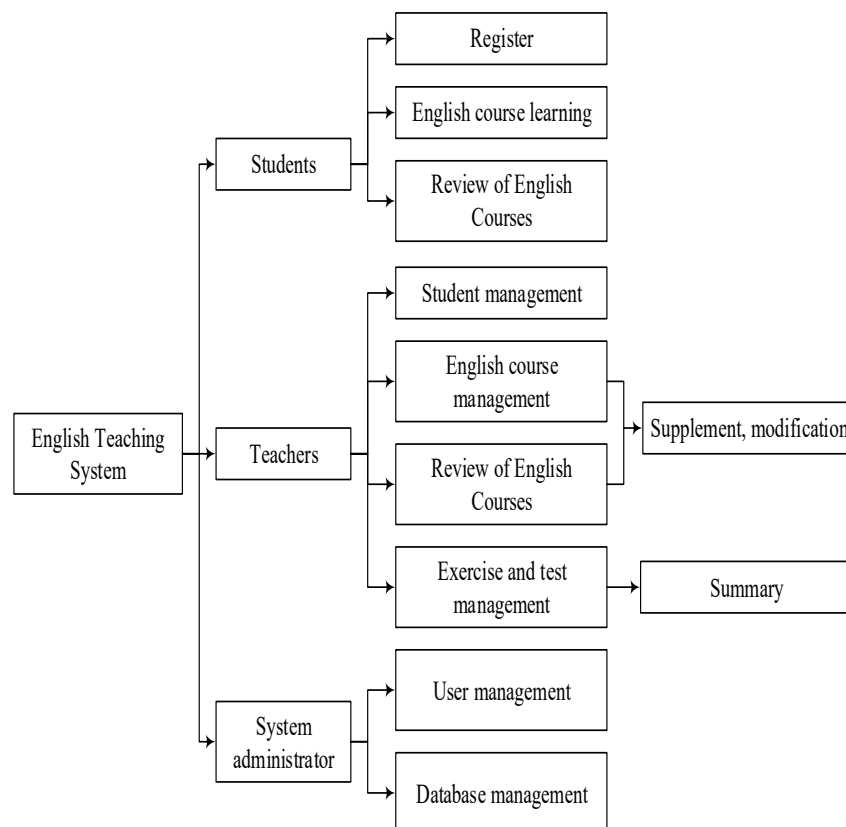 Register
English course learning
Students
Review of English
Courses
Student management
English course
management
English Teaching
System
Teachers
Supplement, modification
Review of English
Courses
Exercise and test
management
Summary
User management
System
administrator
Database management